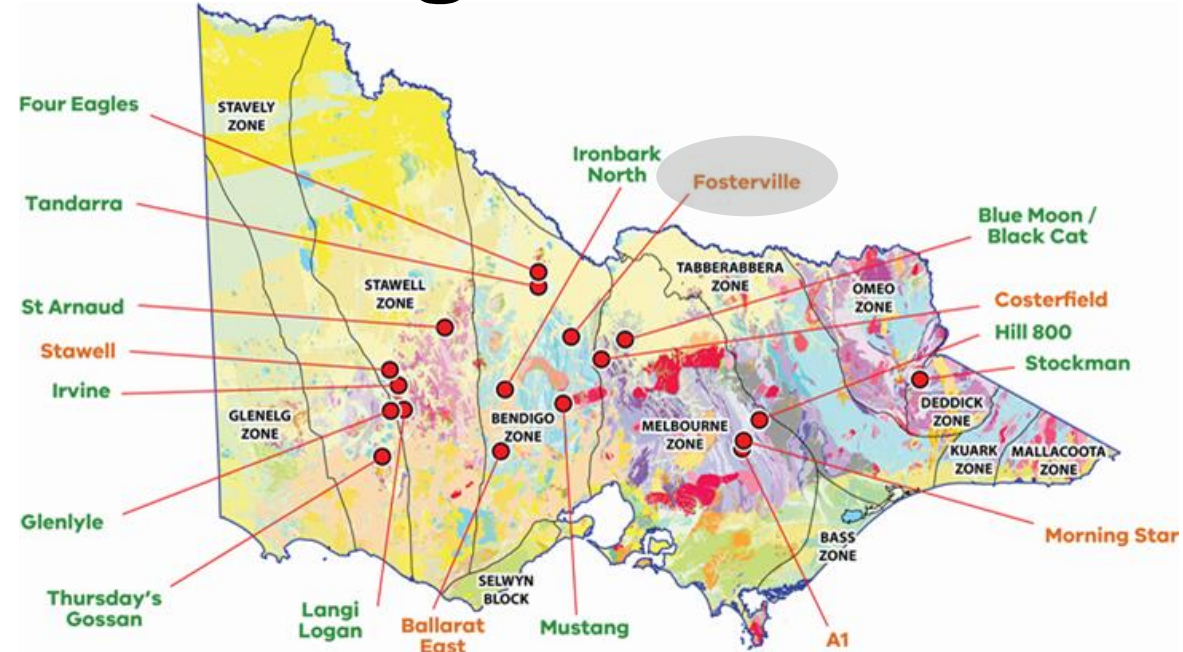 STAVELY
ZONE
Four Eagles
Ironbark
North
Fosterville
Tandarra
Blue Moon /
Black Cat
TABBERABBERA
ZONE
STAWELL
ZONE
OMEO
ZONE
Costerfield
St Arnaud
Hill 800
Stawell
Stockman
Irvine
GLENELG
ZONE
BENDIGO
ZONE
MELBOURNE
ZONE
DEDDICK
ZONE
KUARK
ZONE
MALLACOOTA
ZONE
Glenlyle
Morning Star
BASS
ZONE
SELWYN
BLOCK
Thursday's
Gossan
Langi
Logan
Ballarat
East
Mustang
A1